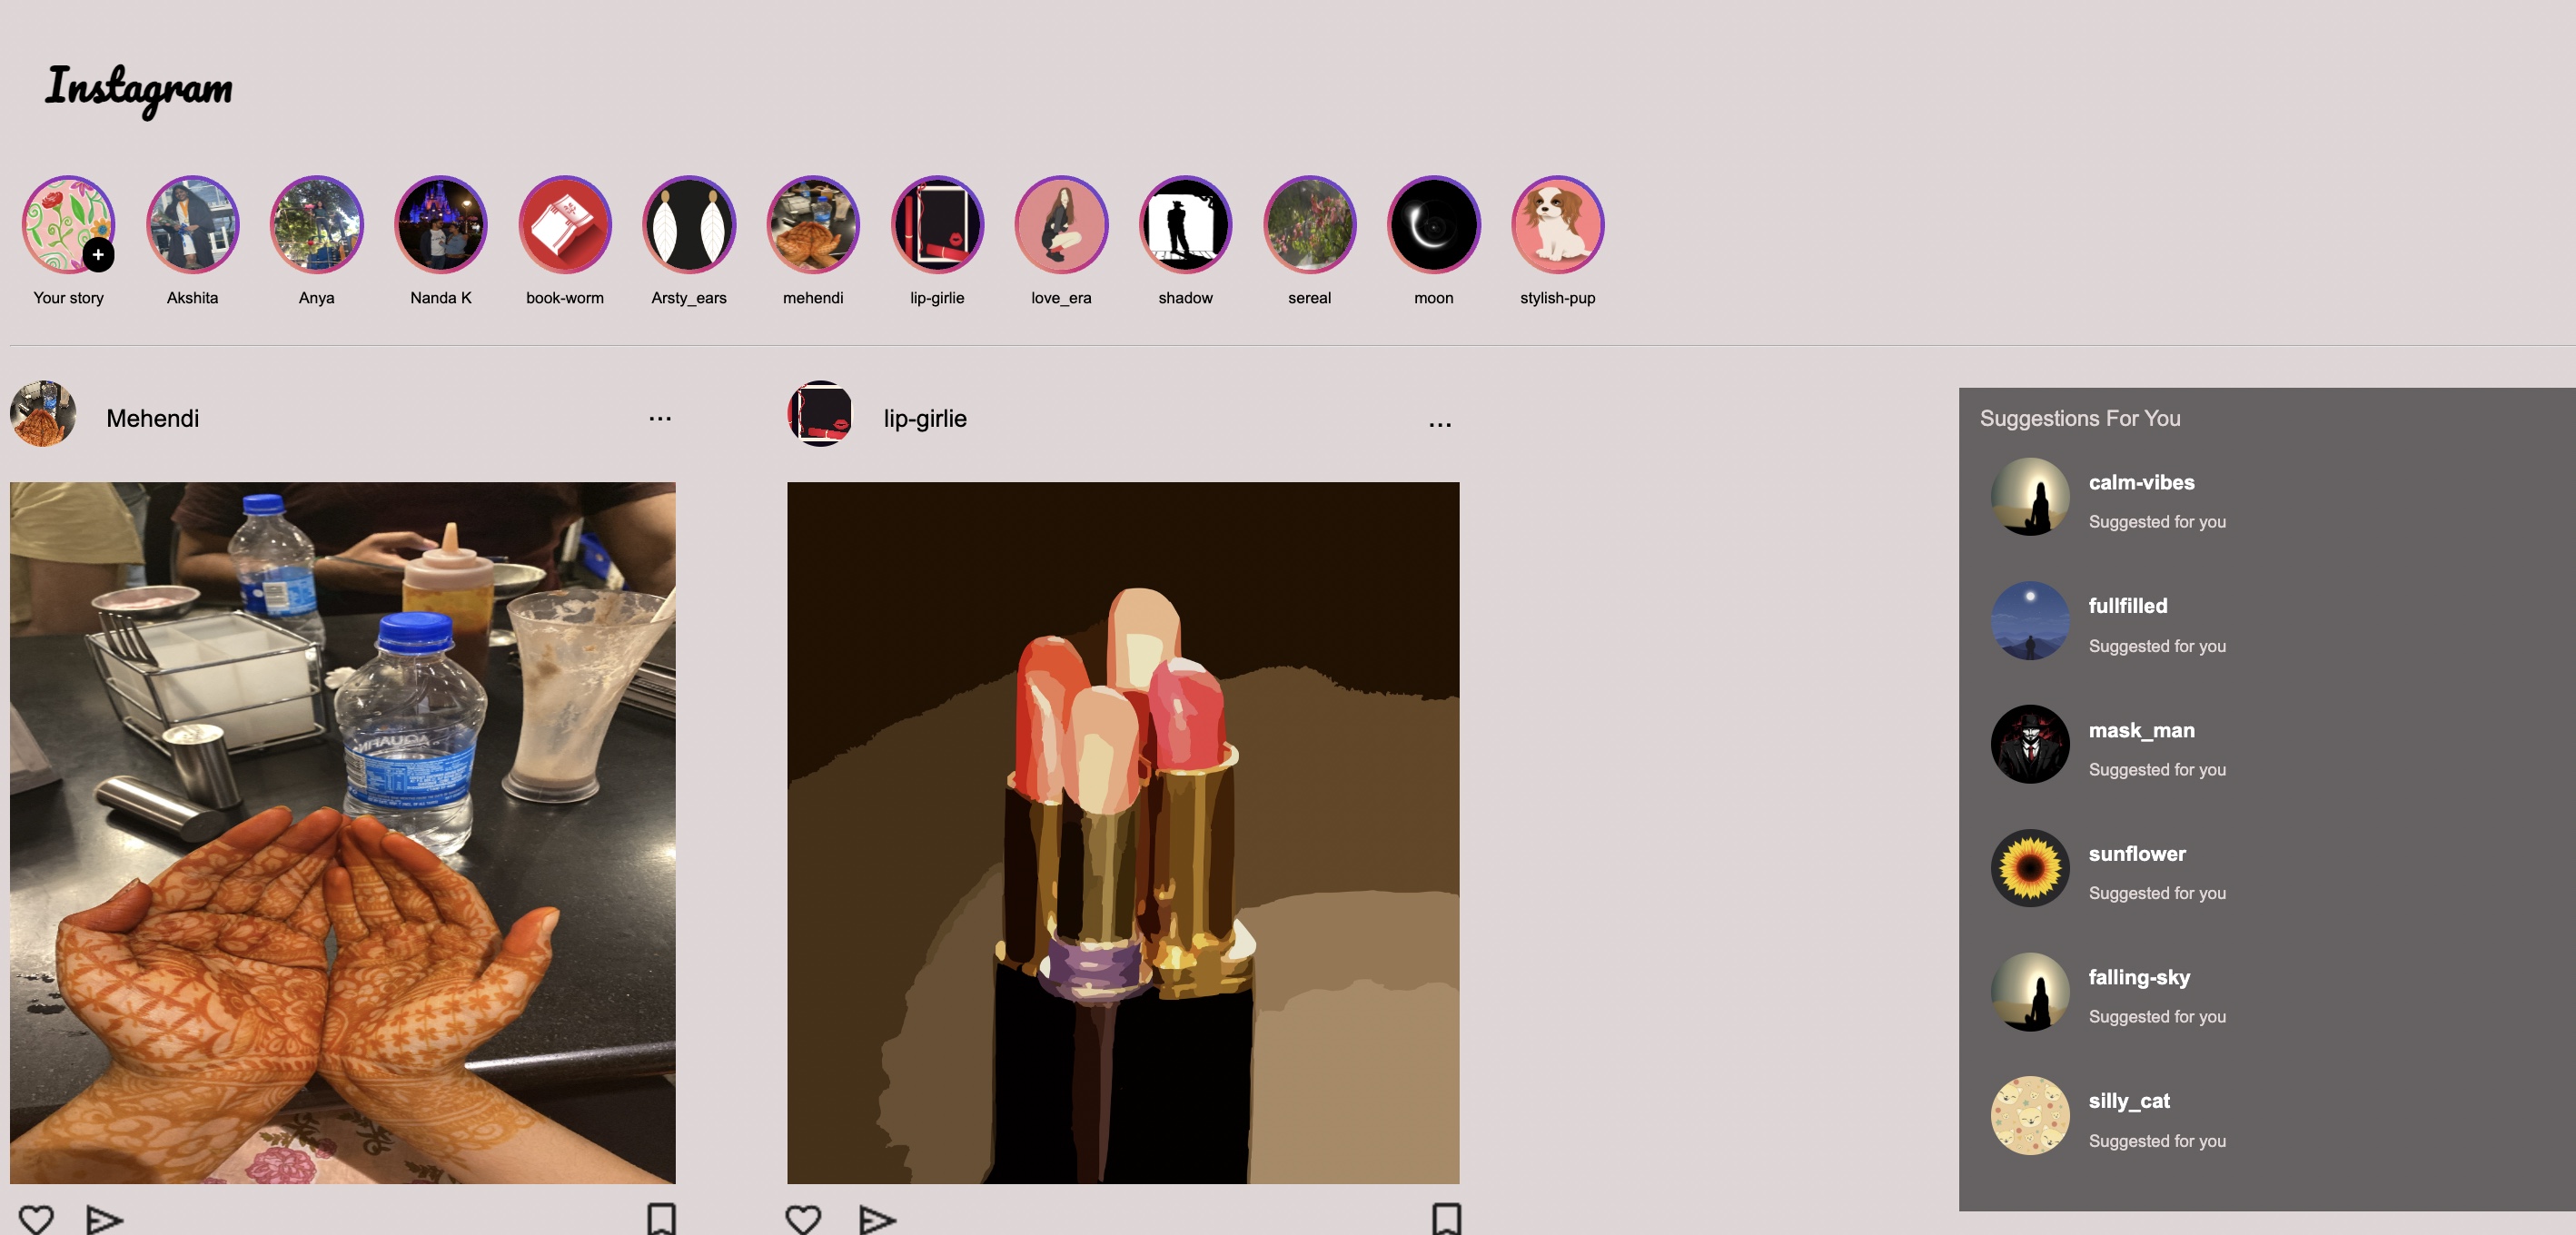 Instagram
+
Your story
Akshita
Anya
Nanda K
book-worm
Arsty_ears
mehendi
lip-girlie
love_era
shadow
sereal
moon
stylish-pup
Mehendi
...
lip-girlie
...
AQUAFINA
Suggestions For You
calm-vibes
Suggested for you
fullfilled
Suggested for you
mask_man
Suggested for you
sunflower
Suggested for you
falling-sky
Suggested for you
silly_cat
Suggested for you